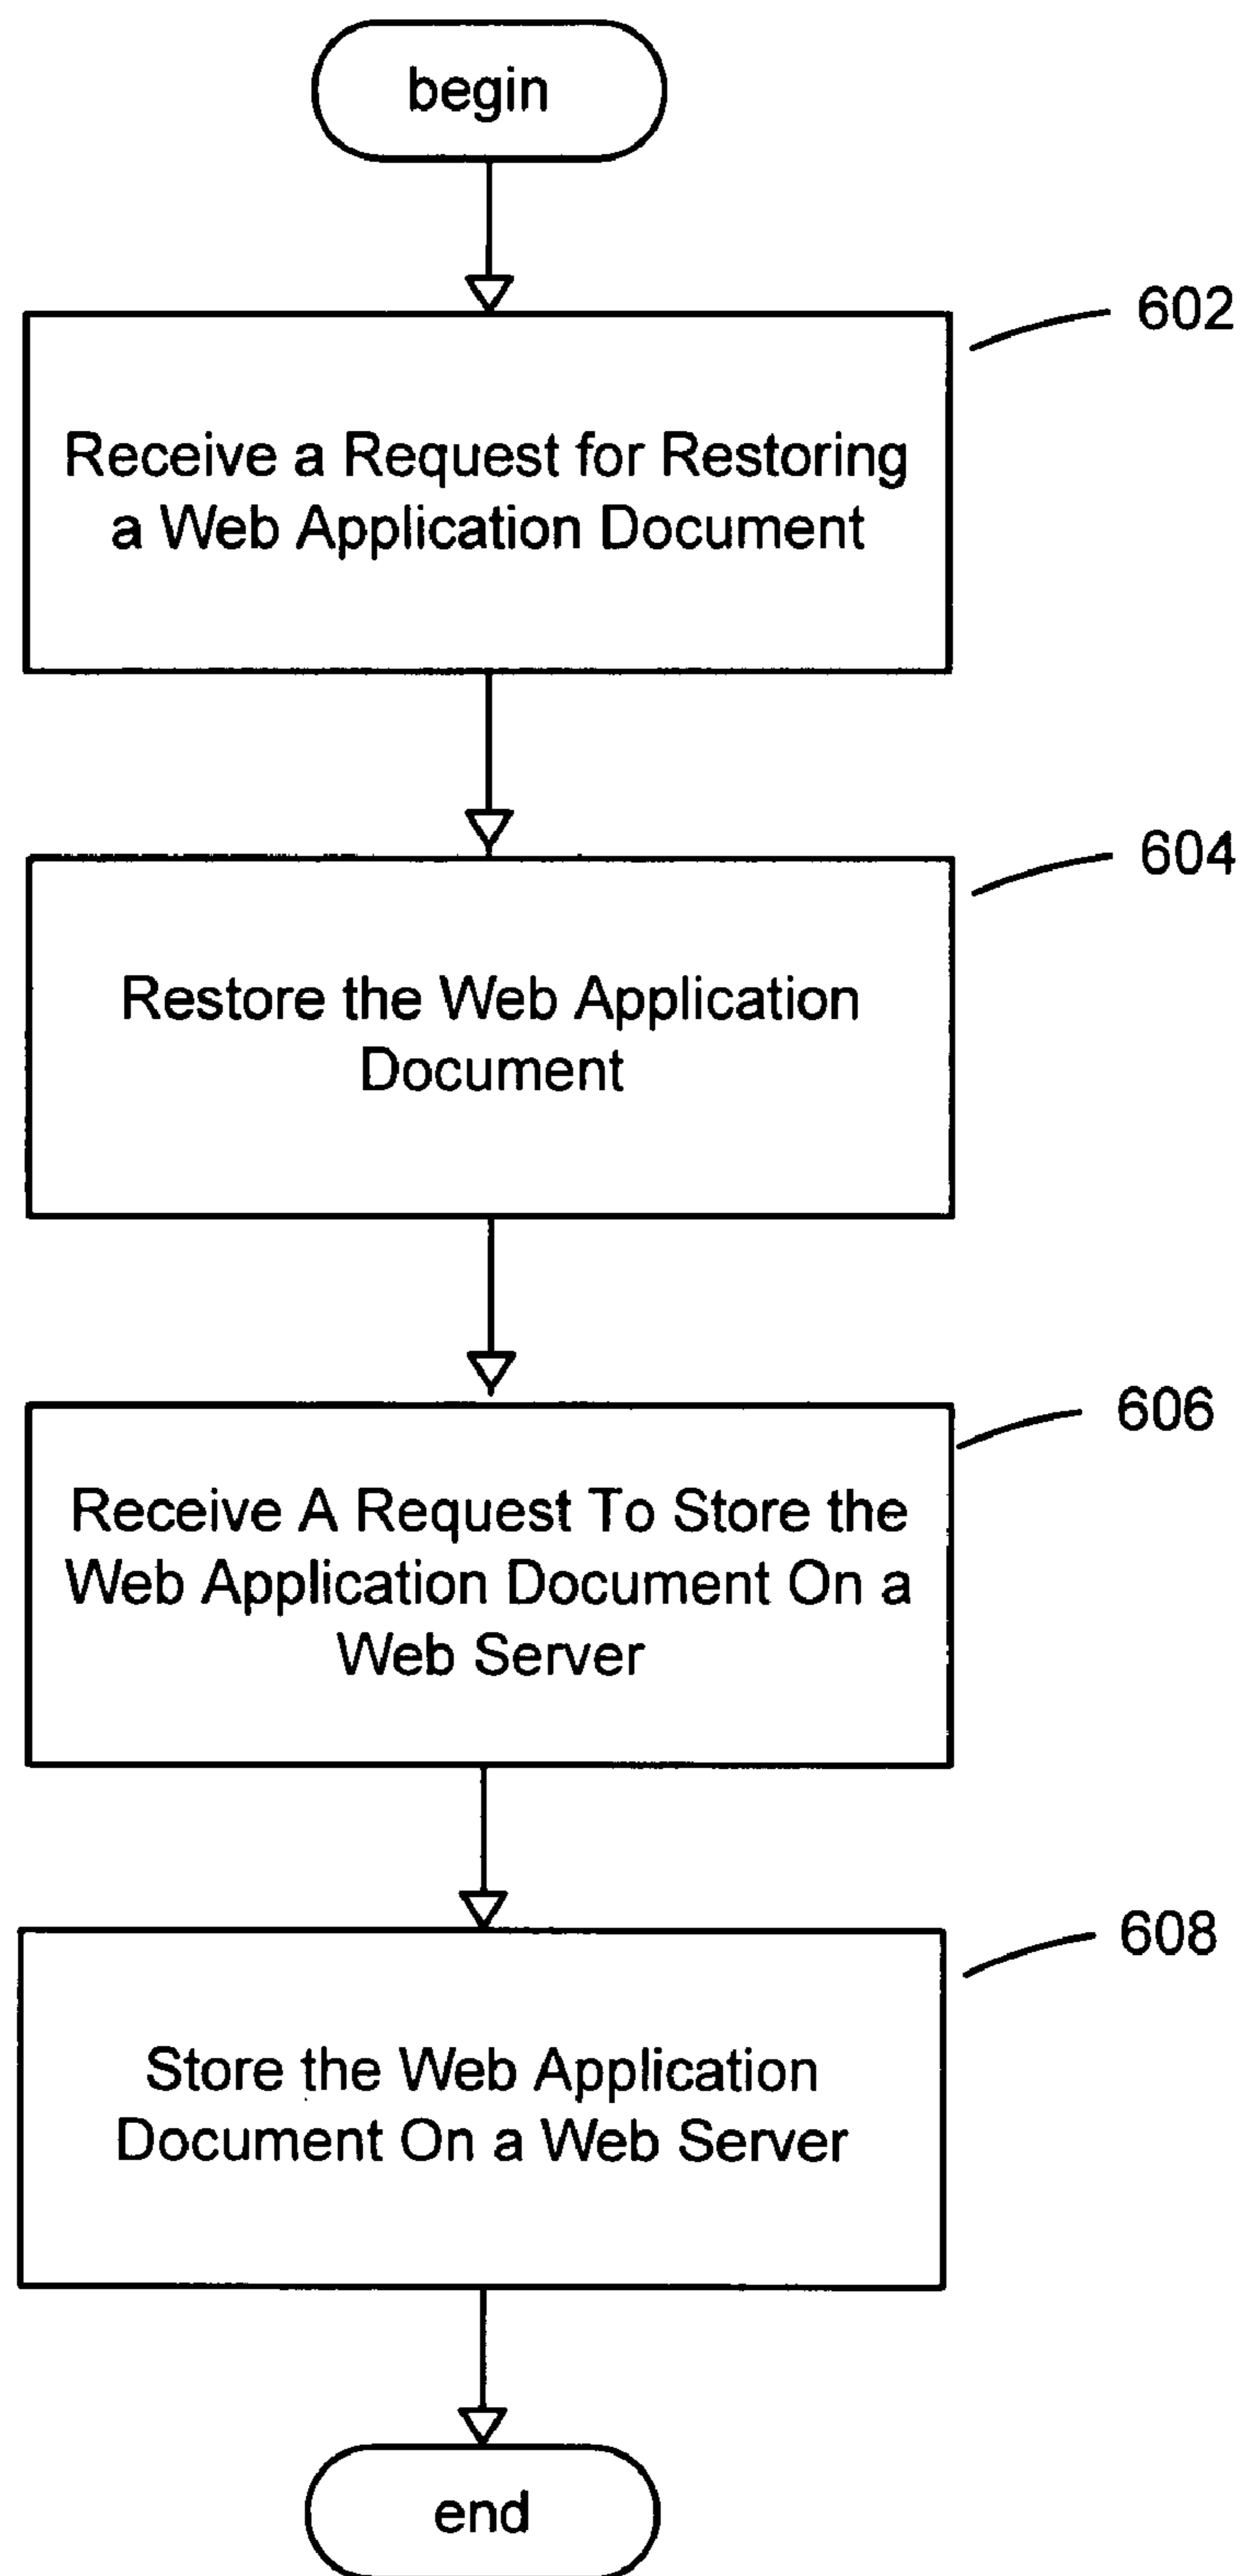 begin
602
Receive a Request for Restoring
a Web Application Document
604
Restore the Web Application
Document
606
Receive A Request To Store the
Web Application Document On a
Web Server
608
Store the Web Application
Document On a Web Server
end